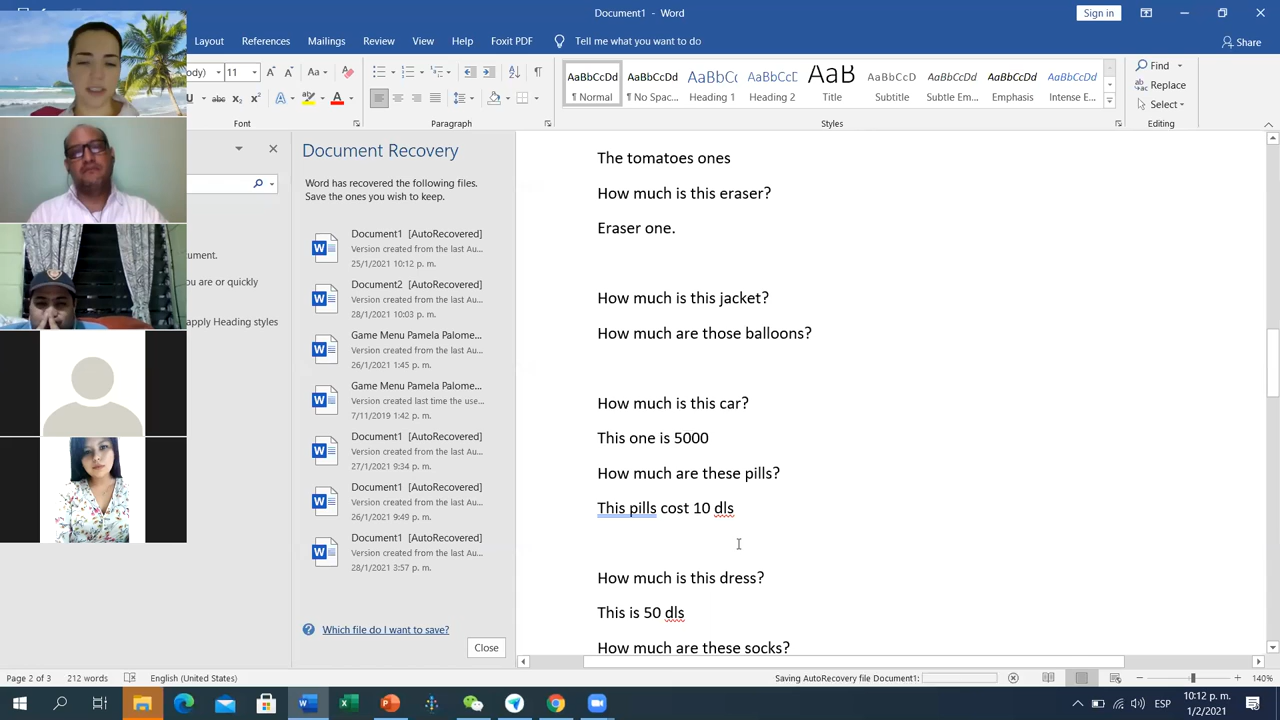 Document1 - Word
Sign in
Layout References Mailings Review View Help Foxit PDF Tell me what you want to do Share
ody) 11 A A Aa
AaBbCcDd AaBbCcDd AaBbC AaBbCcD AaB AaBbCcD AaBbCcDd AaBbCcDd AaBbCcDd
¶ Normal ¶ No Spac... Heading 1 Heading 2 Title Subtitle Subtle Em... Emphasis Intense E...
Find
Replace
Select
abc x₂ x² A A
Font Paragraph Styles Editing
ument.
u are or quickly
apply Heading styles
Document Recovery
Word has recovered the following files.
Save the ones you wish to keep.
Document1 [AutoRecovered]
Version created from the last Au...
25/1/2021 10:12 p. m.
Document2 [AutoRecovered]
Version created from the last Au...
28/1/2021 10:03 p. m.
Game Menu Pamela Palome...
Version created from the last Au...
26/1/2021 1:45 p. m.
Game Menu Pamela Palome...
Version created last time the use...
7/11/2019 1:42 p. m.
Document1 [AutoRecovered]
Version created from the last Au...
27/1/2021 9:34 p. m.
Document1 [AutoRecovered]
Version created from the last Au...
26/1/2021 9:49 p. m.
Document1 [AutoRecovered]
Version created from the last Au...
28/1/2021 3:57 p. m.
Which file do I want to save?
Close
The tomatoes ones
How much is this eraser?
Eraser one.
How much is this jacket?
How much are those balloons?
How much is this car?
This one is 5000
How much are these pills?
This pills cost 10 dls
How much is this dress?
This is 50 dls
How much are these socks?
Page 2 of 3 212 words English (United States) Saving AutoRecovery file Document1: 140%
ESP 10:12 p. m.
1/2/2021